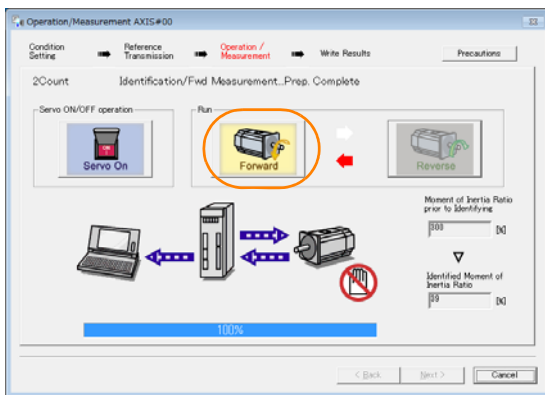 Operation/Measurement AXIS#00
Condition Setting
Reference Transmission
Operation / Measurement
Write Results
Precautions
2Count
Identification/Fwd Measurement...Prep. Complete
Servo ON/OFF operation
Run
ON
Servo On
Forward
Reverse
Moment of Inertia Ratio
prior to Identifying
300 [%]
Identified Moment of
Inertia Ratio
59 [%]
100%
< Back
Next >
Cancel